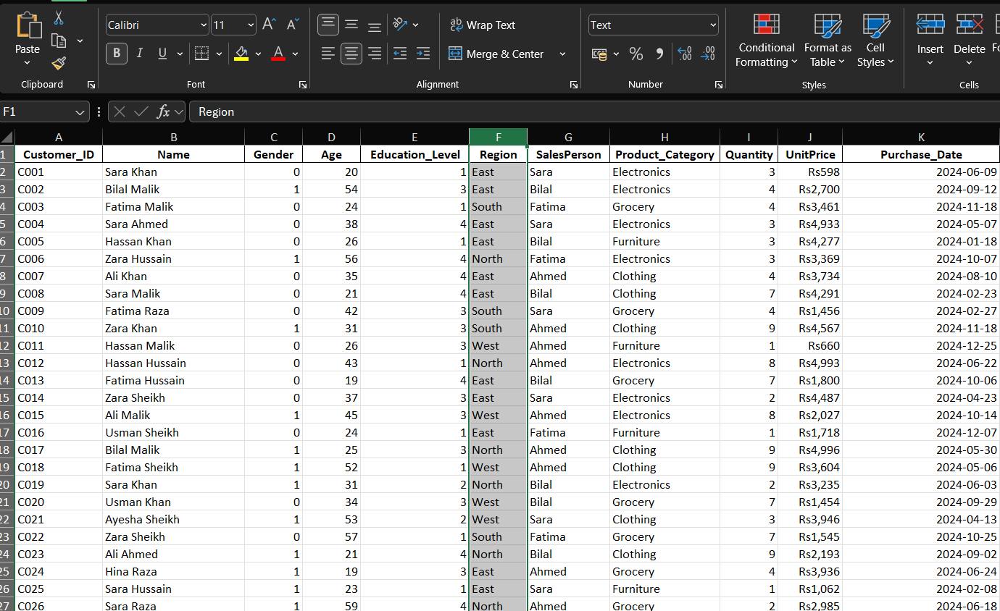 Calibri 11 Text
Paste
B I U A
ab Wrap Text
Merge & Center
% .00
Conditional Formatting
Format as Table
Cell Styles
Insert
Delete
Clipboard Font Alignment Number Styles Cells
F1 fx Region
A B C D E F G H I J K
1 Customer_ID Name Gender Age Education_Level Region SalesPerson Product_Category Quantity UnitPrice Purchase_Date
2 C001 Sara Khan 0 20 1 East Sara Electronics 3 Rs598 2024-06-09
3 C002 Bilal Malik 1 54 3 East Bilal Electronics 4 Rs2,700 2024-09-12
4 C003 Fatima Malik 0 24 1 South Fatima Grocery 4 Rs3,461 2024-11-18
5 C004 Sara Ahmed 0 38 4 East Sara Electronics 3 Rs4,933 2024-05-07
6 C005 Hassan Khan 0 26 1 East Bilal Furniture 3 Rs4,277 2024-01-18
7 C006 Zara Hussain 1 56 4 North Fatima Electronics 3 Rs3,369 2024-10-07
8 C007 Ali Khan 0 35 4 East Ahmed Clothing 4 Rs3,734 2024-08-10
9 C008 Sara Malik 0 21 4 East Bilal Clothing 7 Rs4,291 2024-02-23
10 C009 Fatima Raza 0 42 3 South Sara Grocery 4 Rs1,456 2024-02-27
11 C010 Zara Khan 1 31 3 South Ahmed Clothing 9 Rs4,567 2024-11-18
12 C011 Hassan Malik 0 26 3 West Ahmed Furniture 1 Rs660 2024-12-25
13 C012 Hassan Hussain 0 43 1 North Ahmed Electronics 8 Rs4,993 2024-06-22
14 C013 Fatima Hussain 0 19 4 East Bilal Grocery 7 Rs1,800 2024-10-06
15 C014 Zara Sheikh 0 37 3 East Sara Electronics 2 Rs4,487 2024-04-23
16 C015 Ali Malik 1 45 3 West Ahmed Electronics 8 Rs2,027 2024-10-14
17 C016 Usman Sheikh 0 24 1 East Fatima Furniture 1 Rs1,718 2024-12-07
18 C017 Bilal Malik 1 25 3 North Ahmed Clothing 9 Rs4,996 2024-05-30
19 C018 Fatima Sheikh 1 52 1 West Ahmed Clothing 9 Rs3,604 2024-05-06
20 C019 Sara Khan 1 31 2 North Bilal Electronics 2 Rs3,235 2024-06-03
21 C020 Usman Khan 0 34 3 West Bilal Grocery 7 Rs1,454 2024-09-29
22 C021 Ayesha Sheikh 1 53 2 West Sara Clothing 3 Rs3,946 2024-04-13
23 C022 Zara Sheikh 0 57 1 South Fatima Grocery 7 Rs1,545 2024-10-25
24 C023 Ali Ahmed 1 21 4 North Bilal Clothing 9 Rs2,193 2024-09-02
25 C024 Hina Raza 1 19 3 East Ahmed Grocery 4 Rs3,936 2024-06-24
26 C025 Sara Hussain 1 23 1 East Sara Furniture 1 Rs1,062 2024-02-08
27 C026 Sara Raza 1 59 4 North Ahmed Grocery 2 Rs2,985 2024-06-18